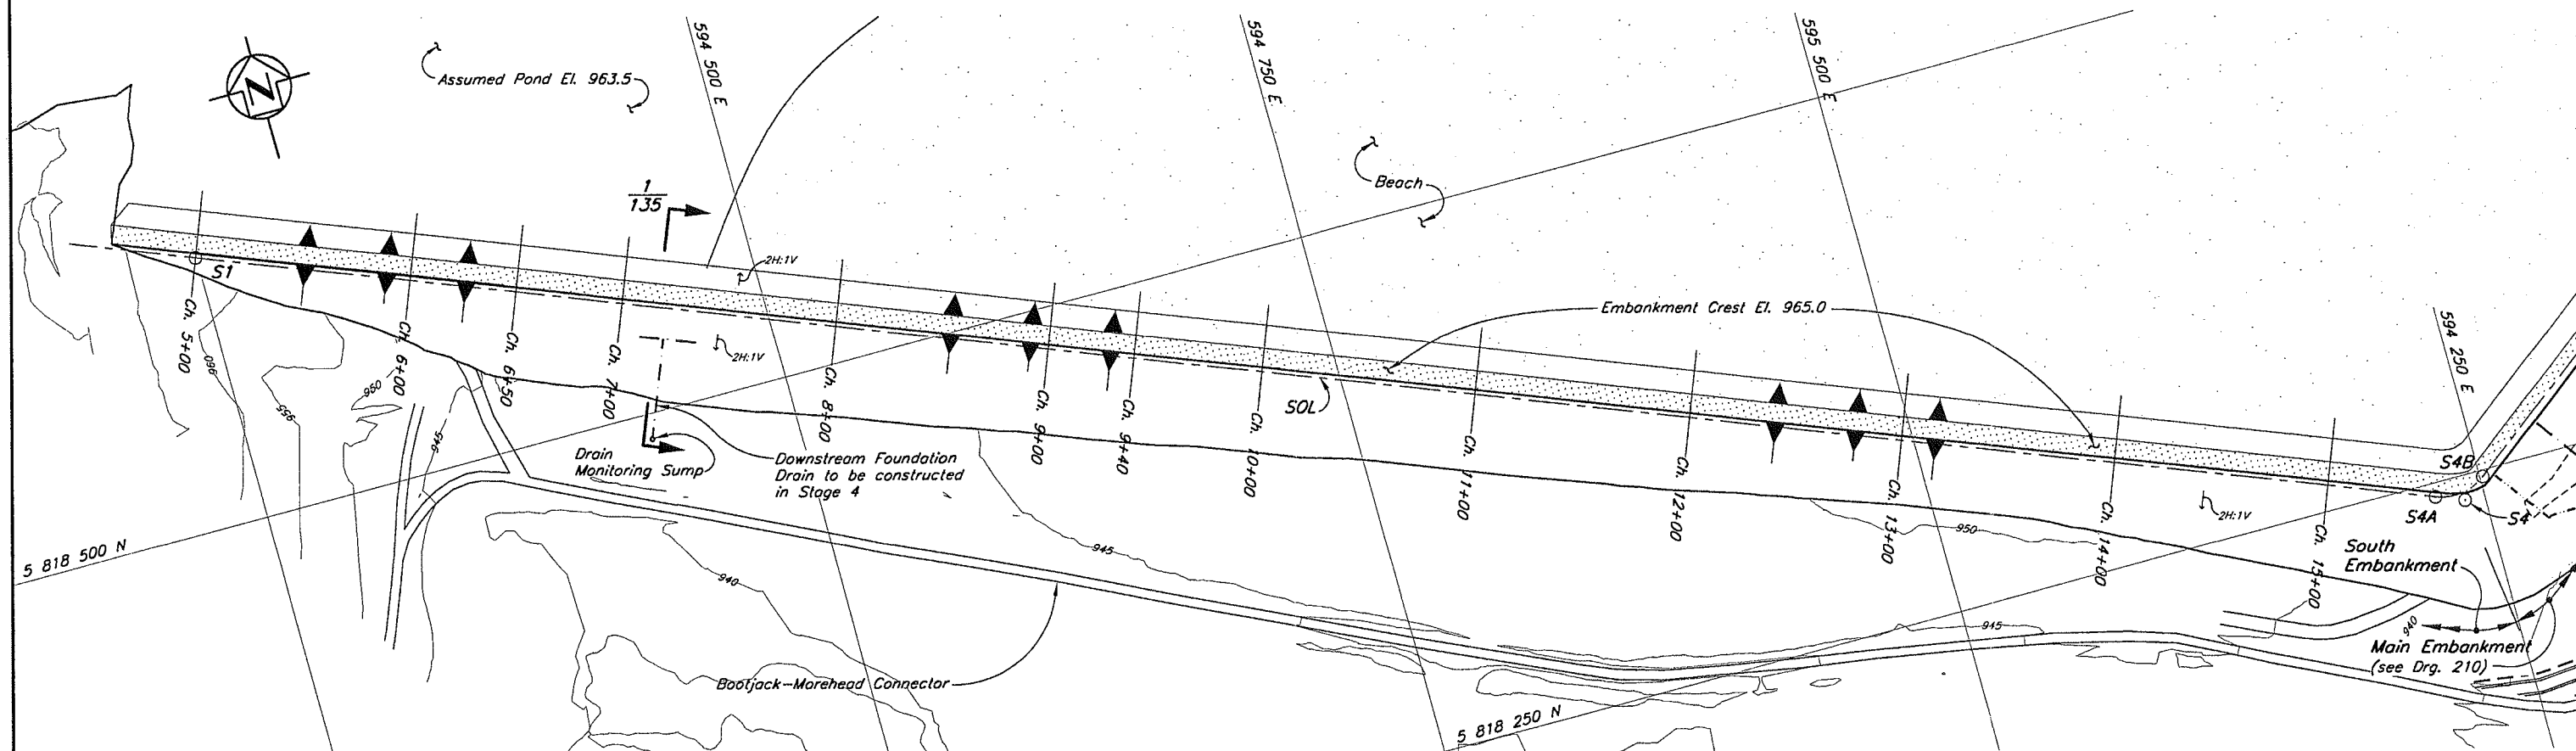 594 500 E
594 750 E
595 500 E
N
Assumed Pond El. 963.5
1
135
Beach
2H:1V
S1
Embankment Crest El. 965.0
594 250 E
Ch. 5+00
960
955
950
Ch. 6+00
945
Ch. 6+50
Ch. 7+00
2H:1V
Ch. 8+00
Ch. 9+00
Ch. 9+40
Ch. 10+00
SOL
Ch. 11+00
Ch. 12+00
Ch. 13+00
Ch. 14+00
Ch. 15+00
S4B
S4A
S4
2H:1V
Drain
Monitoring Sump
Downstream Foundation
Drain to be constructed
in Stage 4
5 818 500 N
945
950
940
945
940
South
Embankment
Main Embankment
(see Drg. 210)
Bootjack-Morehead Connector
5 818 250 N